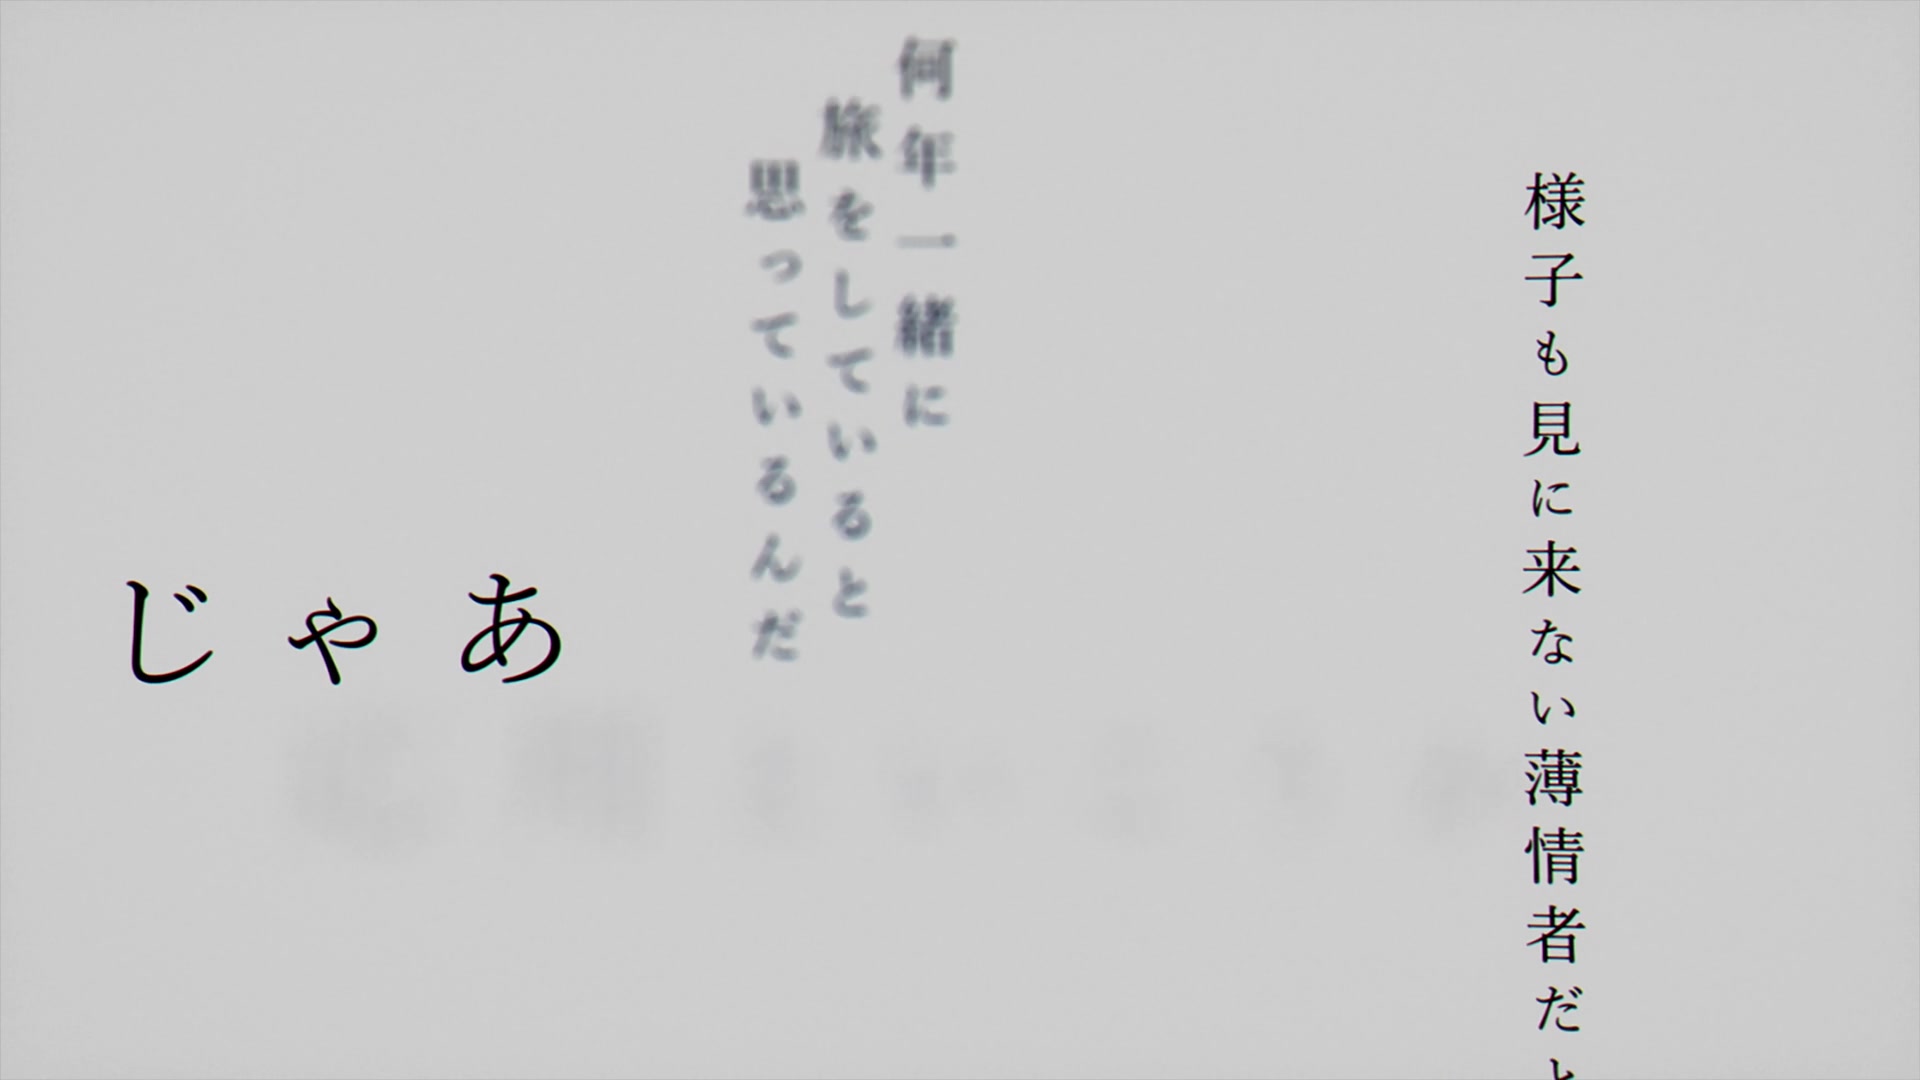 様子も見に来ない薄情者だと
何年一緒に
旅をしていると
思っているんだ
じゃあ